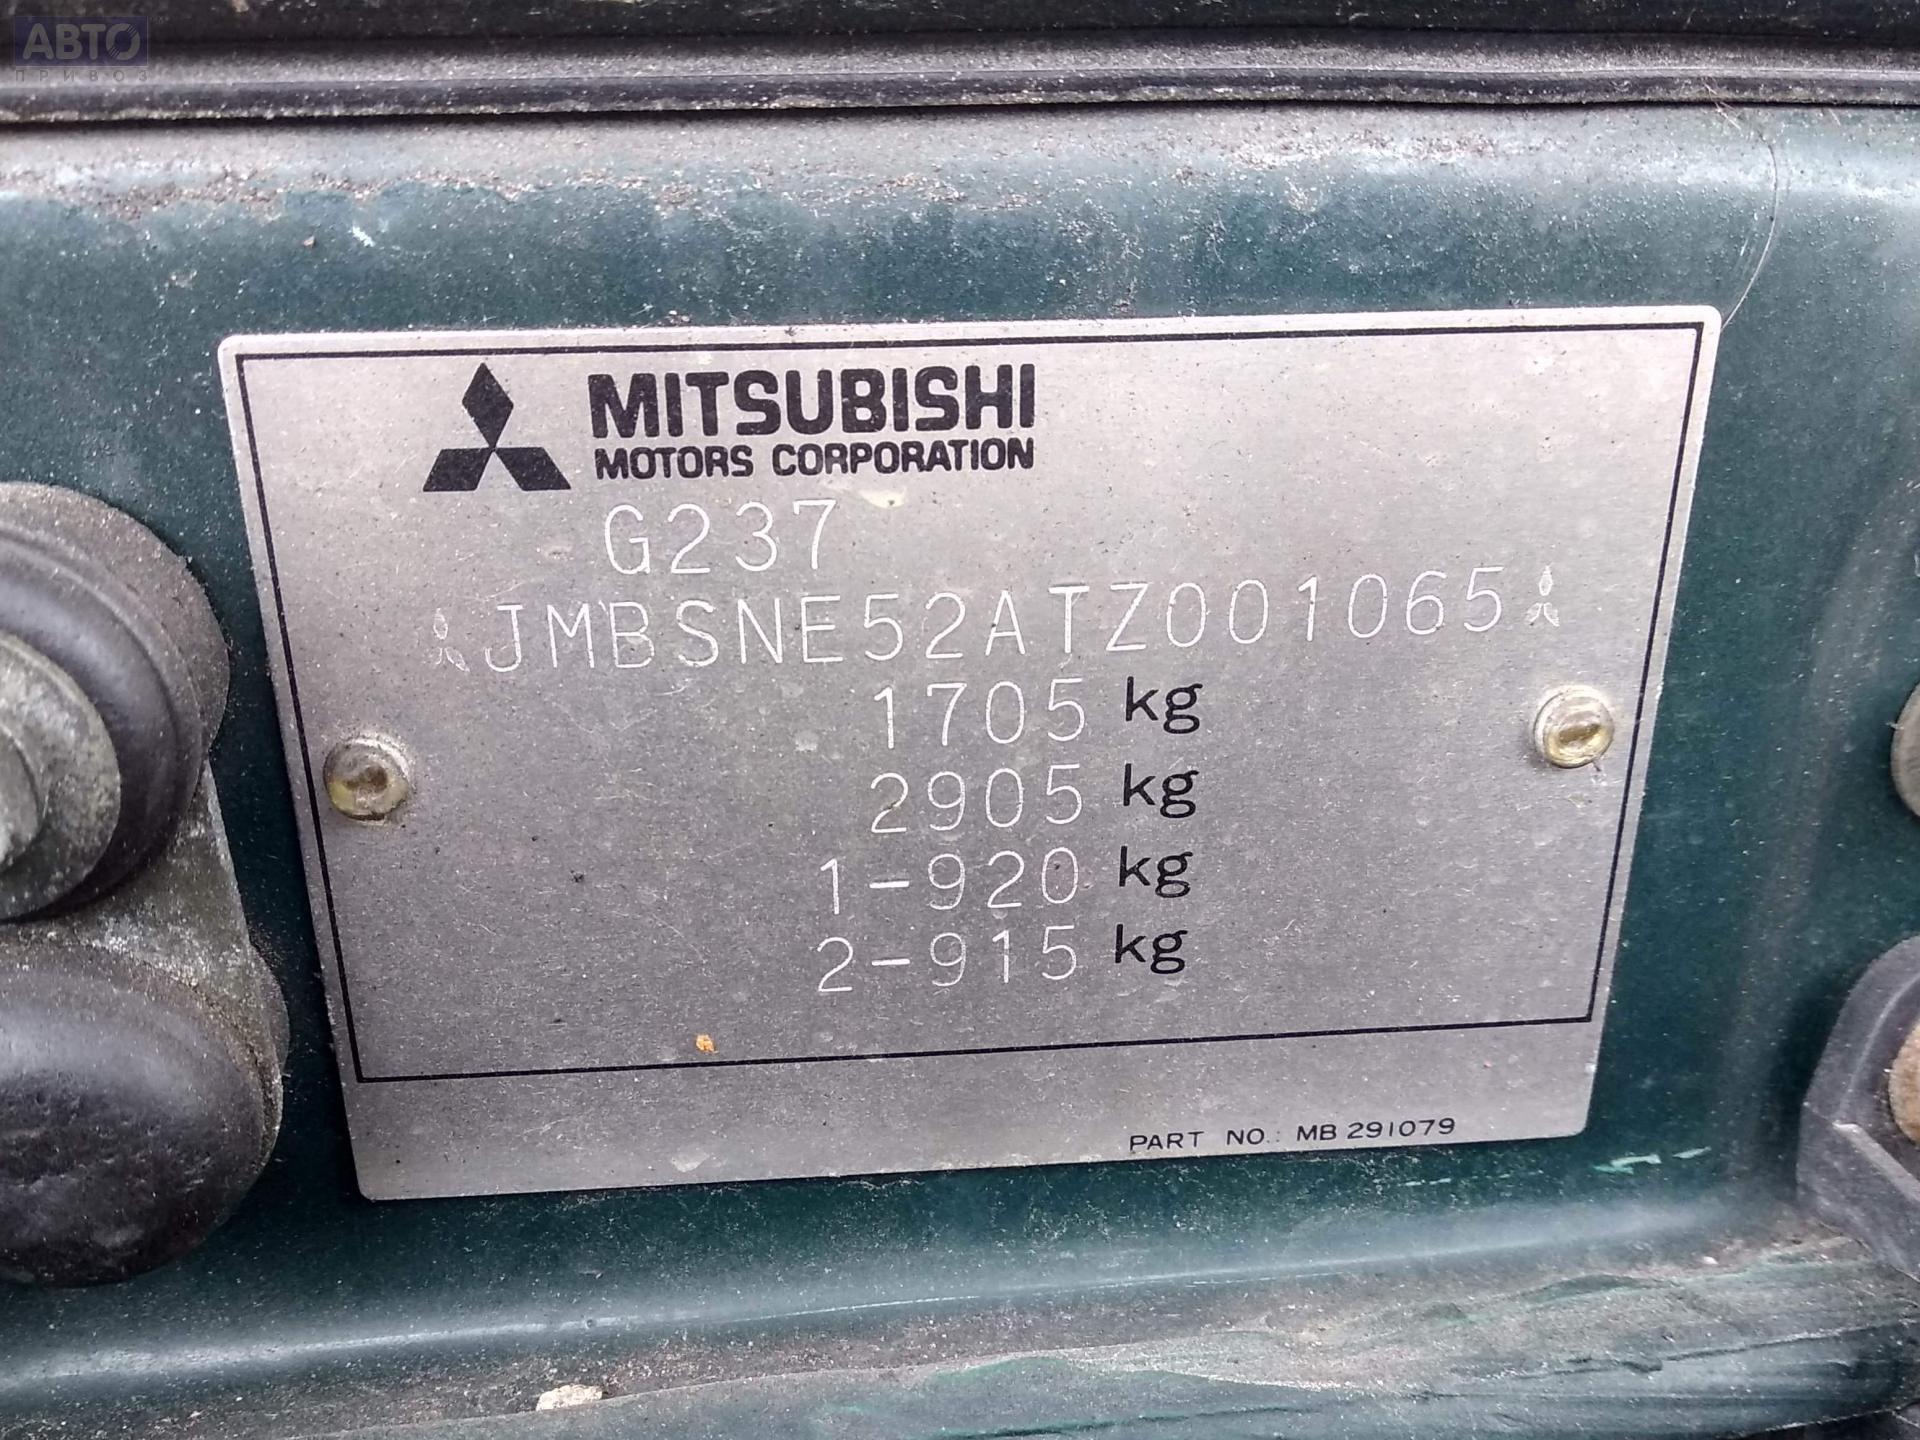 АВТО
ПРИВОЗ
MITSUBISHI
MOTORS CORPORATION
G237
JMBSNE52ATZ001065
1705 kg
2905 kg
1-920 kg
2-915 kg
PART NO.: MB 291079